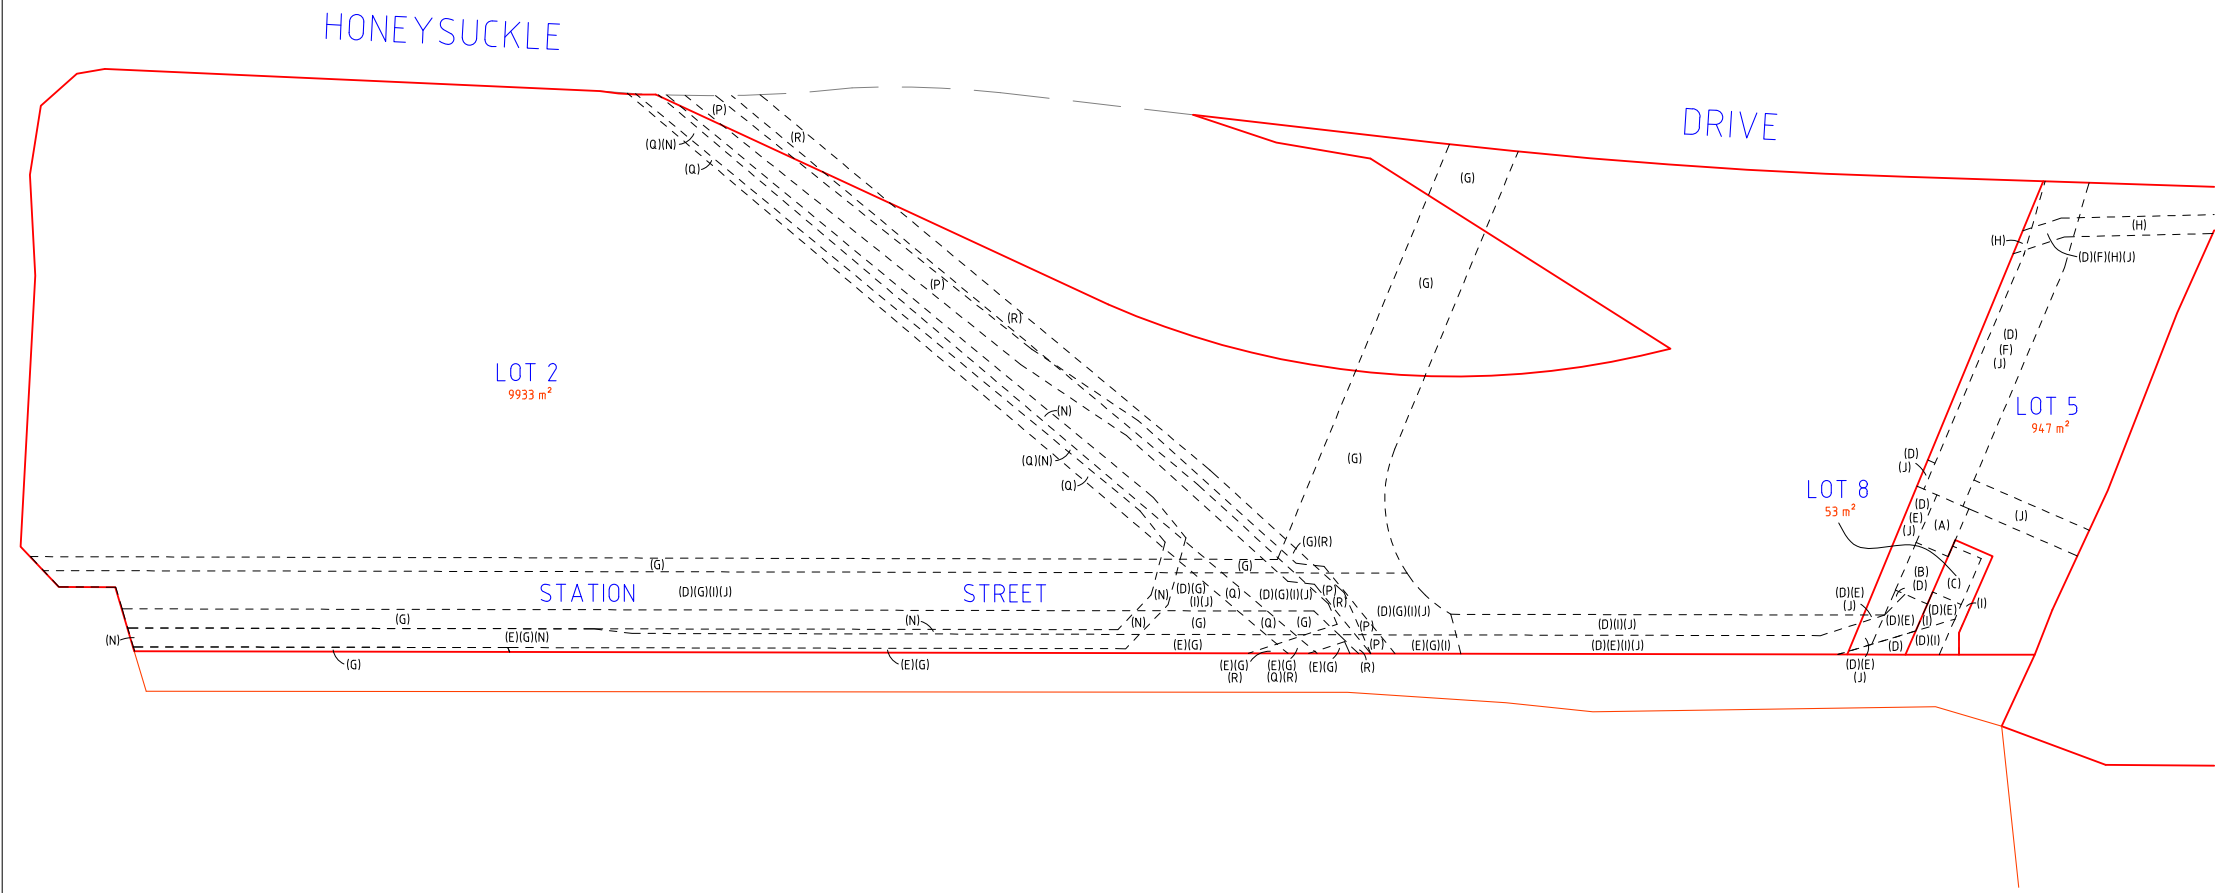 HONEYSUCKLE
DRIVE
(P)
(R)
(Q)(N)
(Q)
(G)
(H)
(H)
(D)(F)(H)(J)
(G)
(P)
(R)
(D)
(F)
(J)
LOT 2
9933 m²
LOT 5
947 m²
(N)
(Q)(N)
(Q)
(G)
(D)
(J)
LOT 8
53 m²
(D)
(E)
(J)
(A)
(J)
(G)(R)
(G)
(G)
STATION
(D)(G)(I)(J)
STREET
(N)
(D)(G)
(I)(J)
(Q)
(D)(G)(I)(J)
(P)
(R)
(D)(G)(I)(J)
(B)
(D)
(C)
(D)(E)
(J)
(D)(E)
(I)
(G)
(N)
(N)
(G)
(Q)
(G)
(P)
(D)(I)(J)
(D)(E)
(I)
(N)
(E)(G)(N)
(E)(G)
(P)
(E)(G)(I)
(D)(E)(I)(J)
(D)
(D)(I)
(G)
(E)(G)
(E)(G)
(R)
(E)(G)
(Q)(R)
(E)(G)
(R)
(D)(E)
(J)